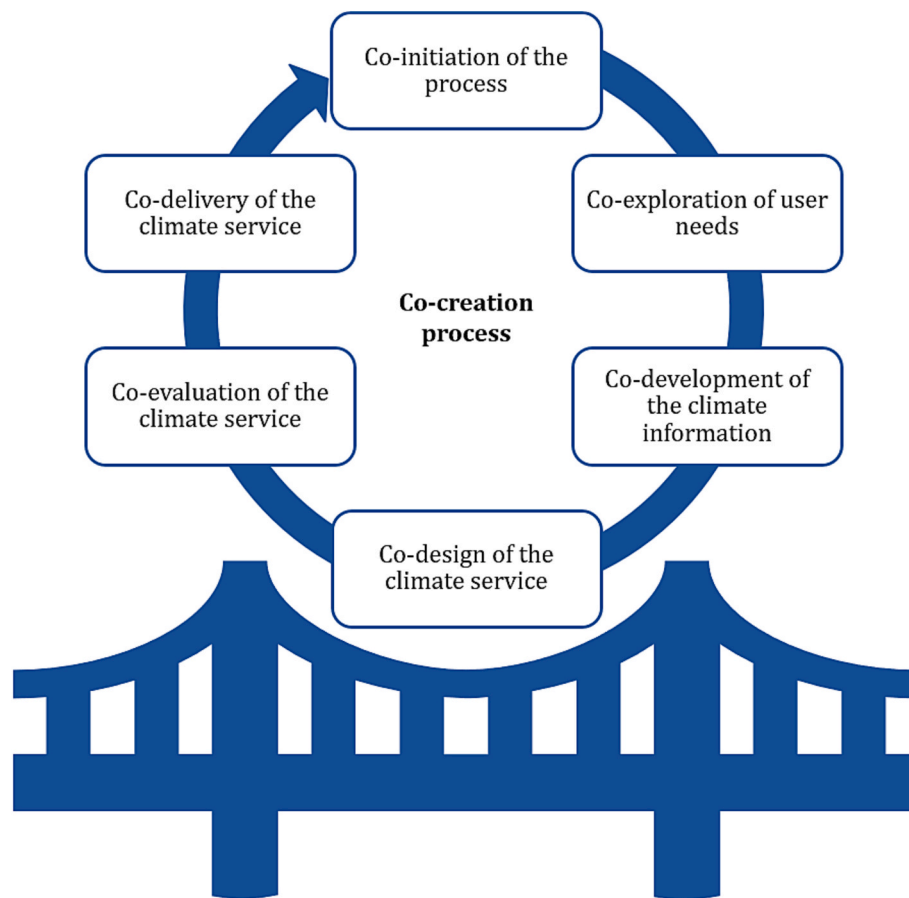 Co-initiation of the
process
Co-exploration of user
needs
Co-development of
the climate
information
Co-design of the
climate service
Co-evaluation of the
climate service
Co-delivery of the
climate service
Co-creation
process